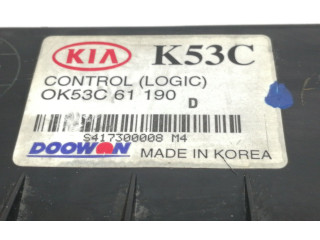 KIA K53C
CONTROL (LOGIC)
OK53C 61 190 D
S417300008 M4
DOOWON MADE IN KOREA